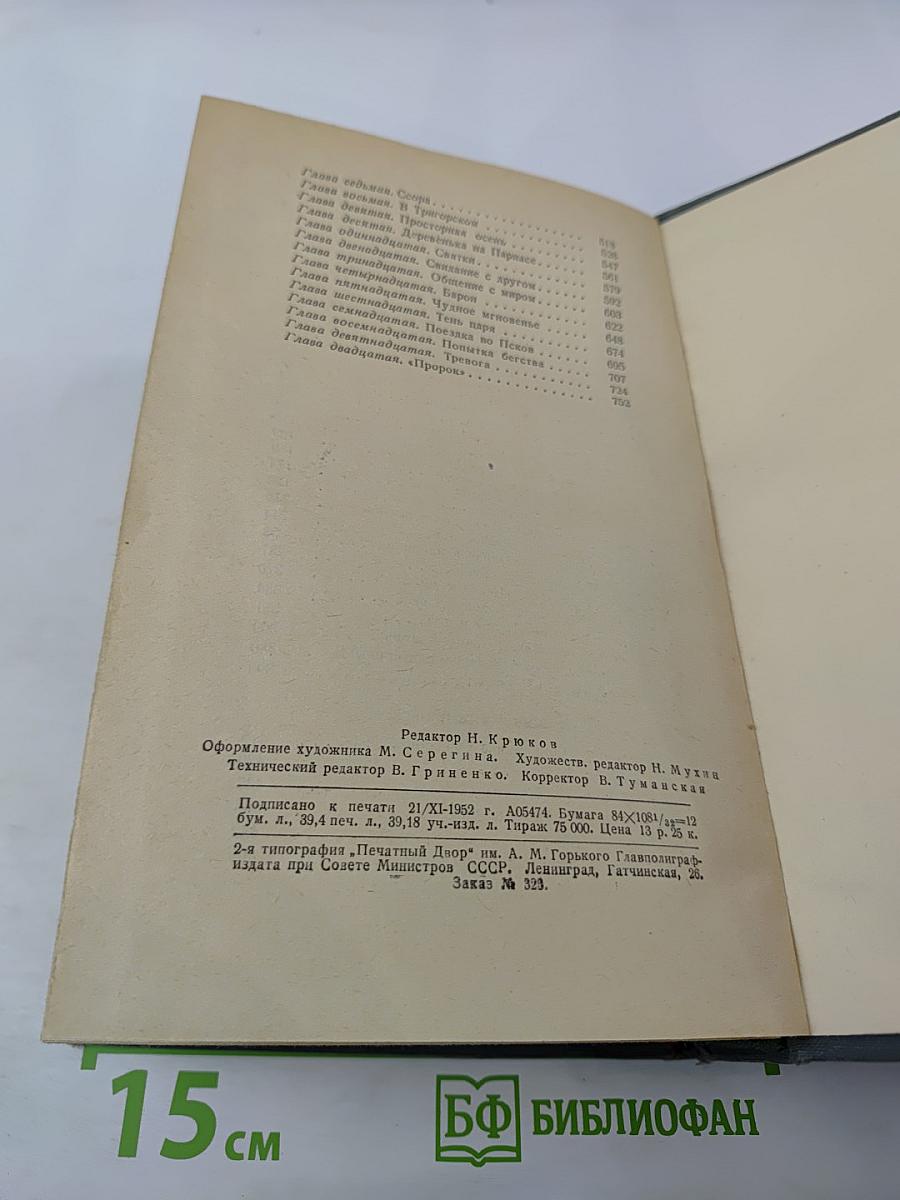 Глава седьмая. Ссора . . . . . . . . . . . . . 518
Глава восьмая. В Тригорском . . . . . . . . . 528
Глава девятая. Просторная осень . . . . . . . 547
Глава десятая. Деревенька на Парнасе . . . . . . 561
Глава одиннадцатая. Святки . . . . . . . . . . 579
Глава двенадцатая. Свидание с другом . . . . . . 592
Глава тринадцатая. Общение с миром . . . . . . 603
Глава четырнадцатая. Барон . . . . . . . . . . 622
Глава пятнадцатая. Чудное мгновенье . . . . . . 648
Глава шестнадцатая. Тень царя . . . . . . . . . 674
Глава семнадцатая. Поездка во Псков . . . . . . 695
Глава восемнадцатая. Попытка бегства . . . . . 707
Глава девятнадцатая. Тревога . . . . . . . . . . 724
Глава двадцатая. «Пророк» . . . . . . . . . . . . 752
Редактор Н. Крюков
Оформление художника М. Серегина. Художеств. редактор Н. Мухин
Технический редактор В. Гриненко. Корректор В. Туманская
Подписано к печати 21/XI-1952 г. А05474. Бумага 84×108¹/₃₂=12
бум. л., 39,4 печ. л., 39,18 уч.-изд. л. Тираж 75 000. Цена 13 р. 25 к.
2-я типография „Печатный Двор" им. А. М. Горького Главполиграф-
издата при Совете Министров СССР. Ленинград, Гатчинская, 26.
Заказ № 323.
15 см
БФ БИБЛИОФАН